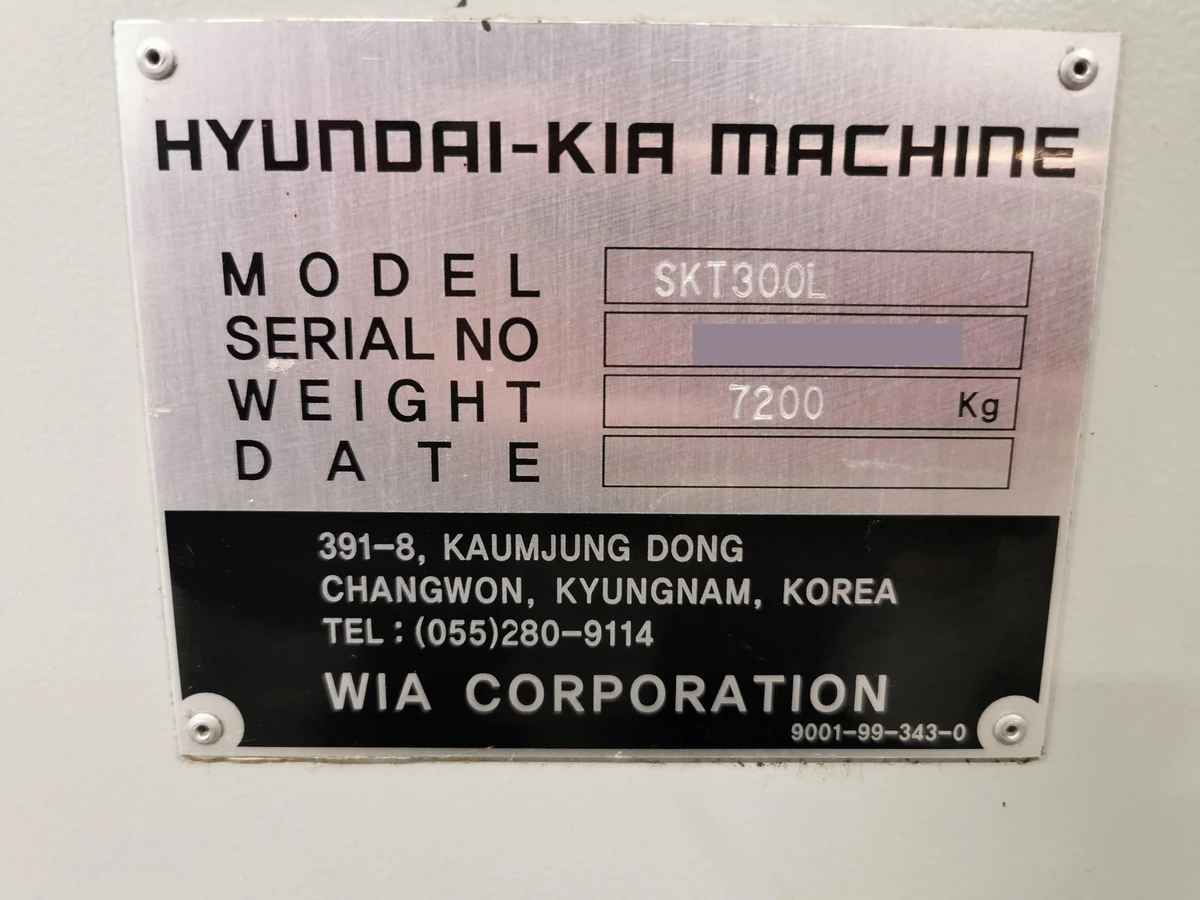 HYUNDAI-KIA MACHINE
MODEL SKT300L
SERIAL NO
WEIGHT 7200 Kg
DATE
391-8, KAUMJUNG DONG
CHANGWON, KYUNGNAM, KOREA
TEL : (055)280-9114
WIA CORPORATION
9001-99-343-0